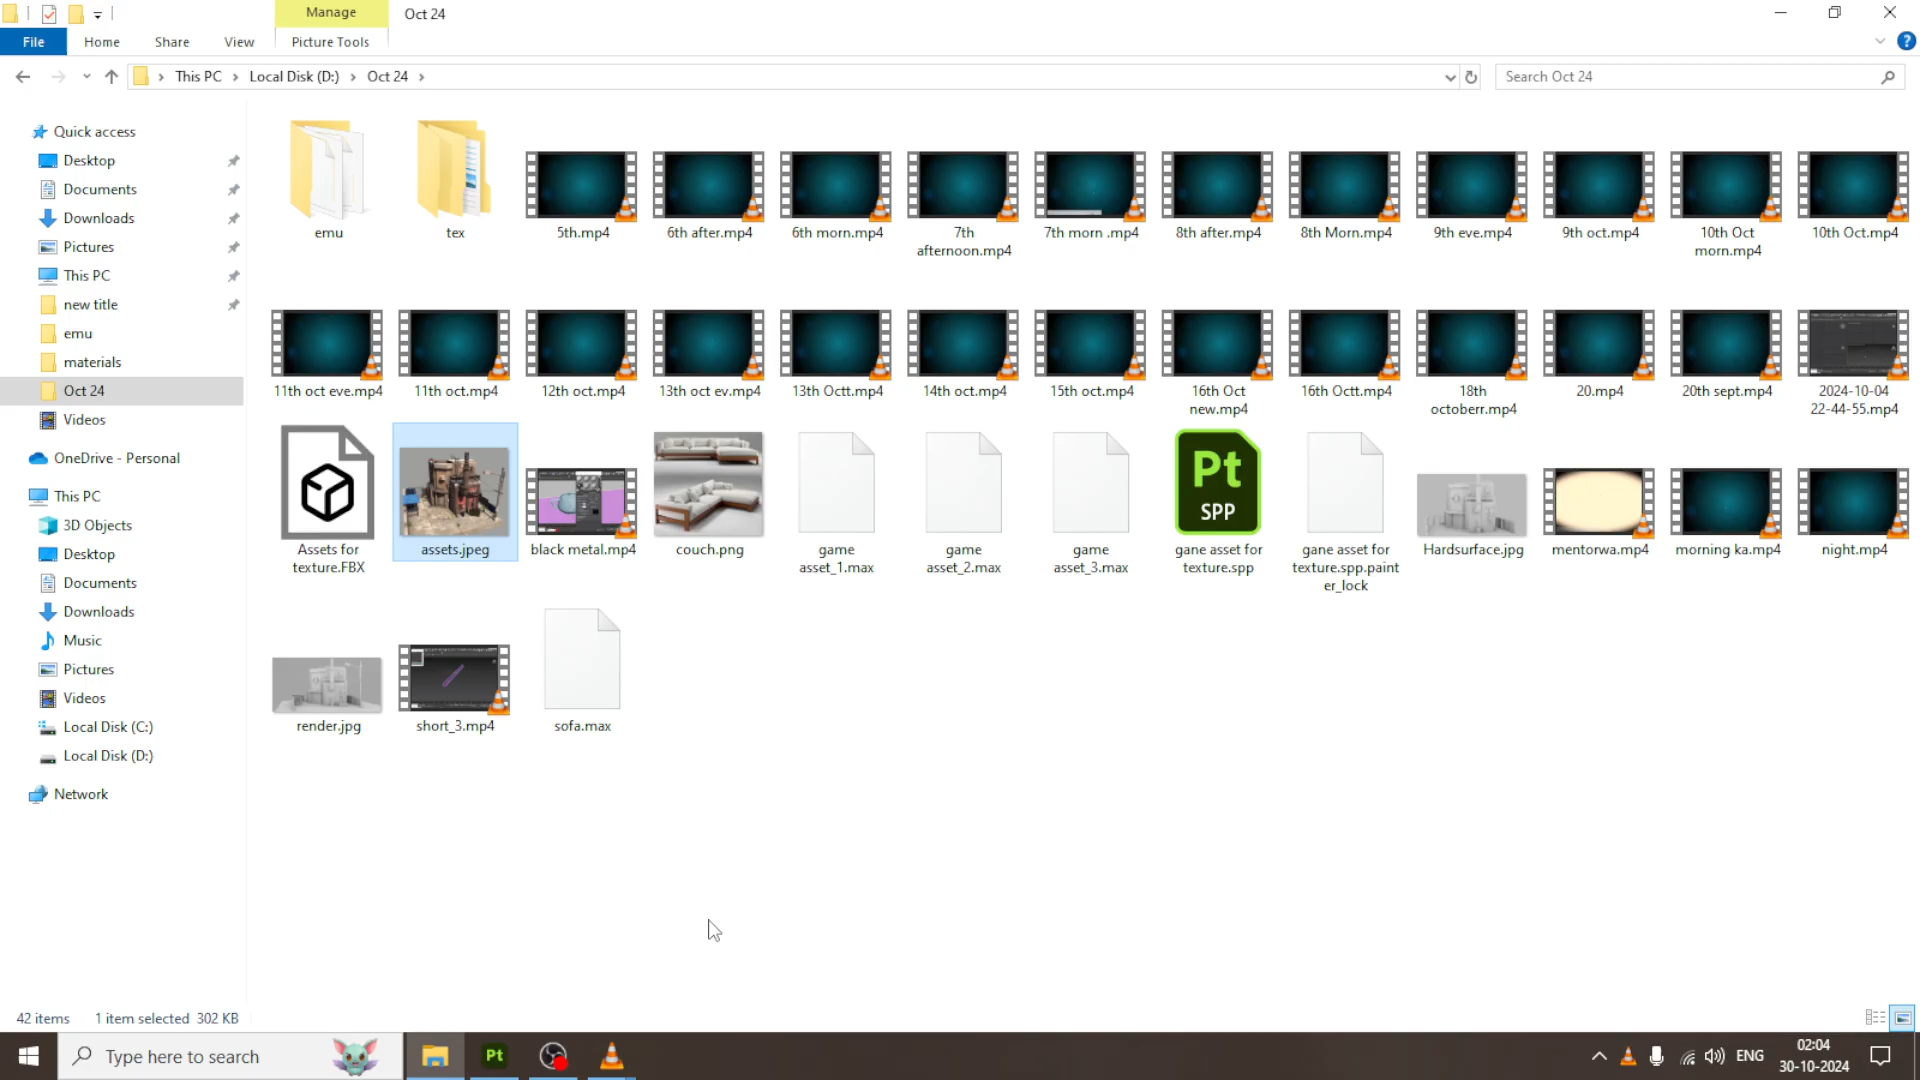 Manage
Oct 24
File
Home
Share
View
Picture Tools
This PC
Local Disk (D:)
Oct 24
Search Oct 24
Quick access
Desktop
Documents
Downloads
Pictures
This PC
new title
emu
materials
Oct 24
Videos
OneDrive - Personal
This PC
3D Objects
Desktop
Documents
Downloads
Music
Pictures
Videos
Local Disk (C:)
Local Disk (D:)
Network
emu
tex
5th.mp4
6th after.mp4
6th morn.mp4
7th
afternoon.mp4
7th morn .mp4
8th after.mp4
8th Morn.mp4
9th eve.mp4
9th oct.mp4
10th Oct
morn.mp4
10th Oct.mp4
11th oct eve.mp4
11th oct.mp4
12th oct.mp4
13th oct ev.mp4
13th Octt.mp4
14th oct.mp4
15th oct.mp4
16th Oct
new.mp4
16th Octt.mp4
18th
octoberr.mp4
20.mp4
20th sept.mp4
2024-10-04
22-44-55.mp4
Assets for
texture.FBX
assets.jpeg
black metal.mp4
couch.png
game
asset_1.max
game
asset_2.max
game
asset_3.max
Pt
SPP
gane asset for
texture.spp
gane asset for
texture.spp.paint
er_lock
Hardsurface.jpg
mentorwa.mp4
morning ka.mp4
night.mp4
render.jpg
short_3.mp4
sofa.max
42 items
1 item selected 302 KB
Type here to search
Pt
ENG
02:04
30-10-2024